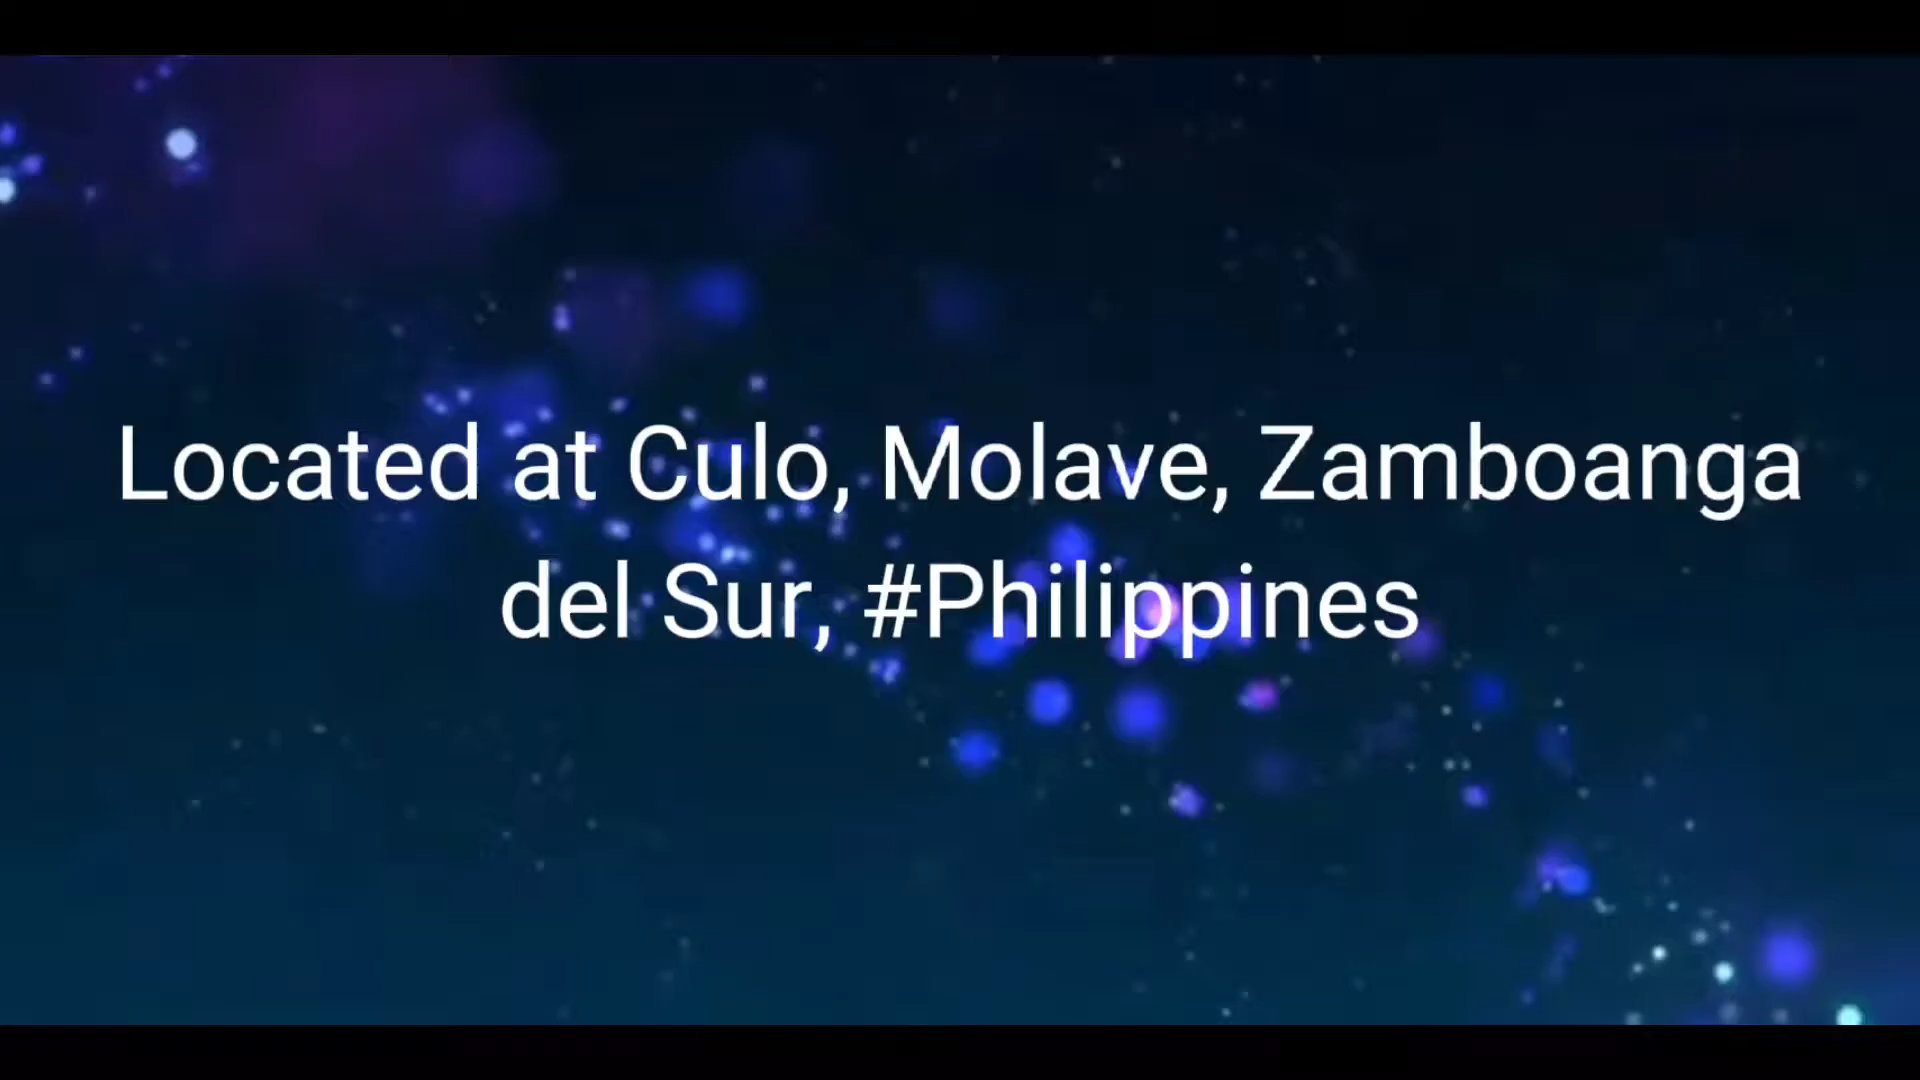 Located at Culo, Molave, Zamboanga
del Sur, #Philippines